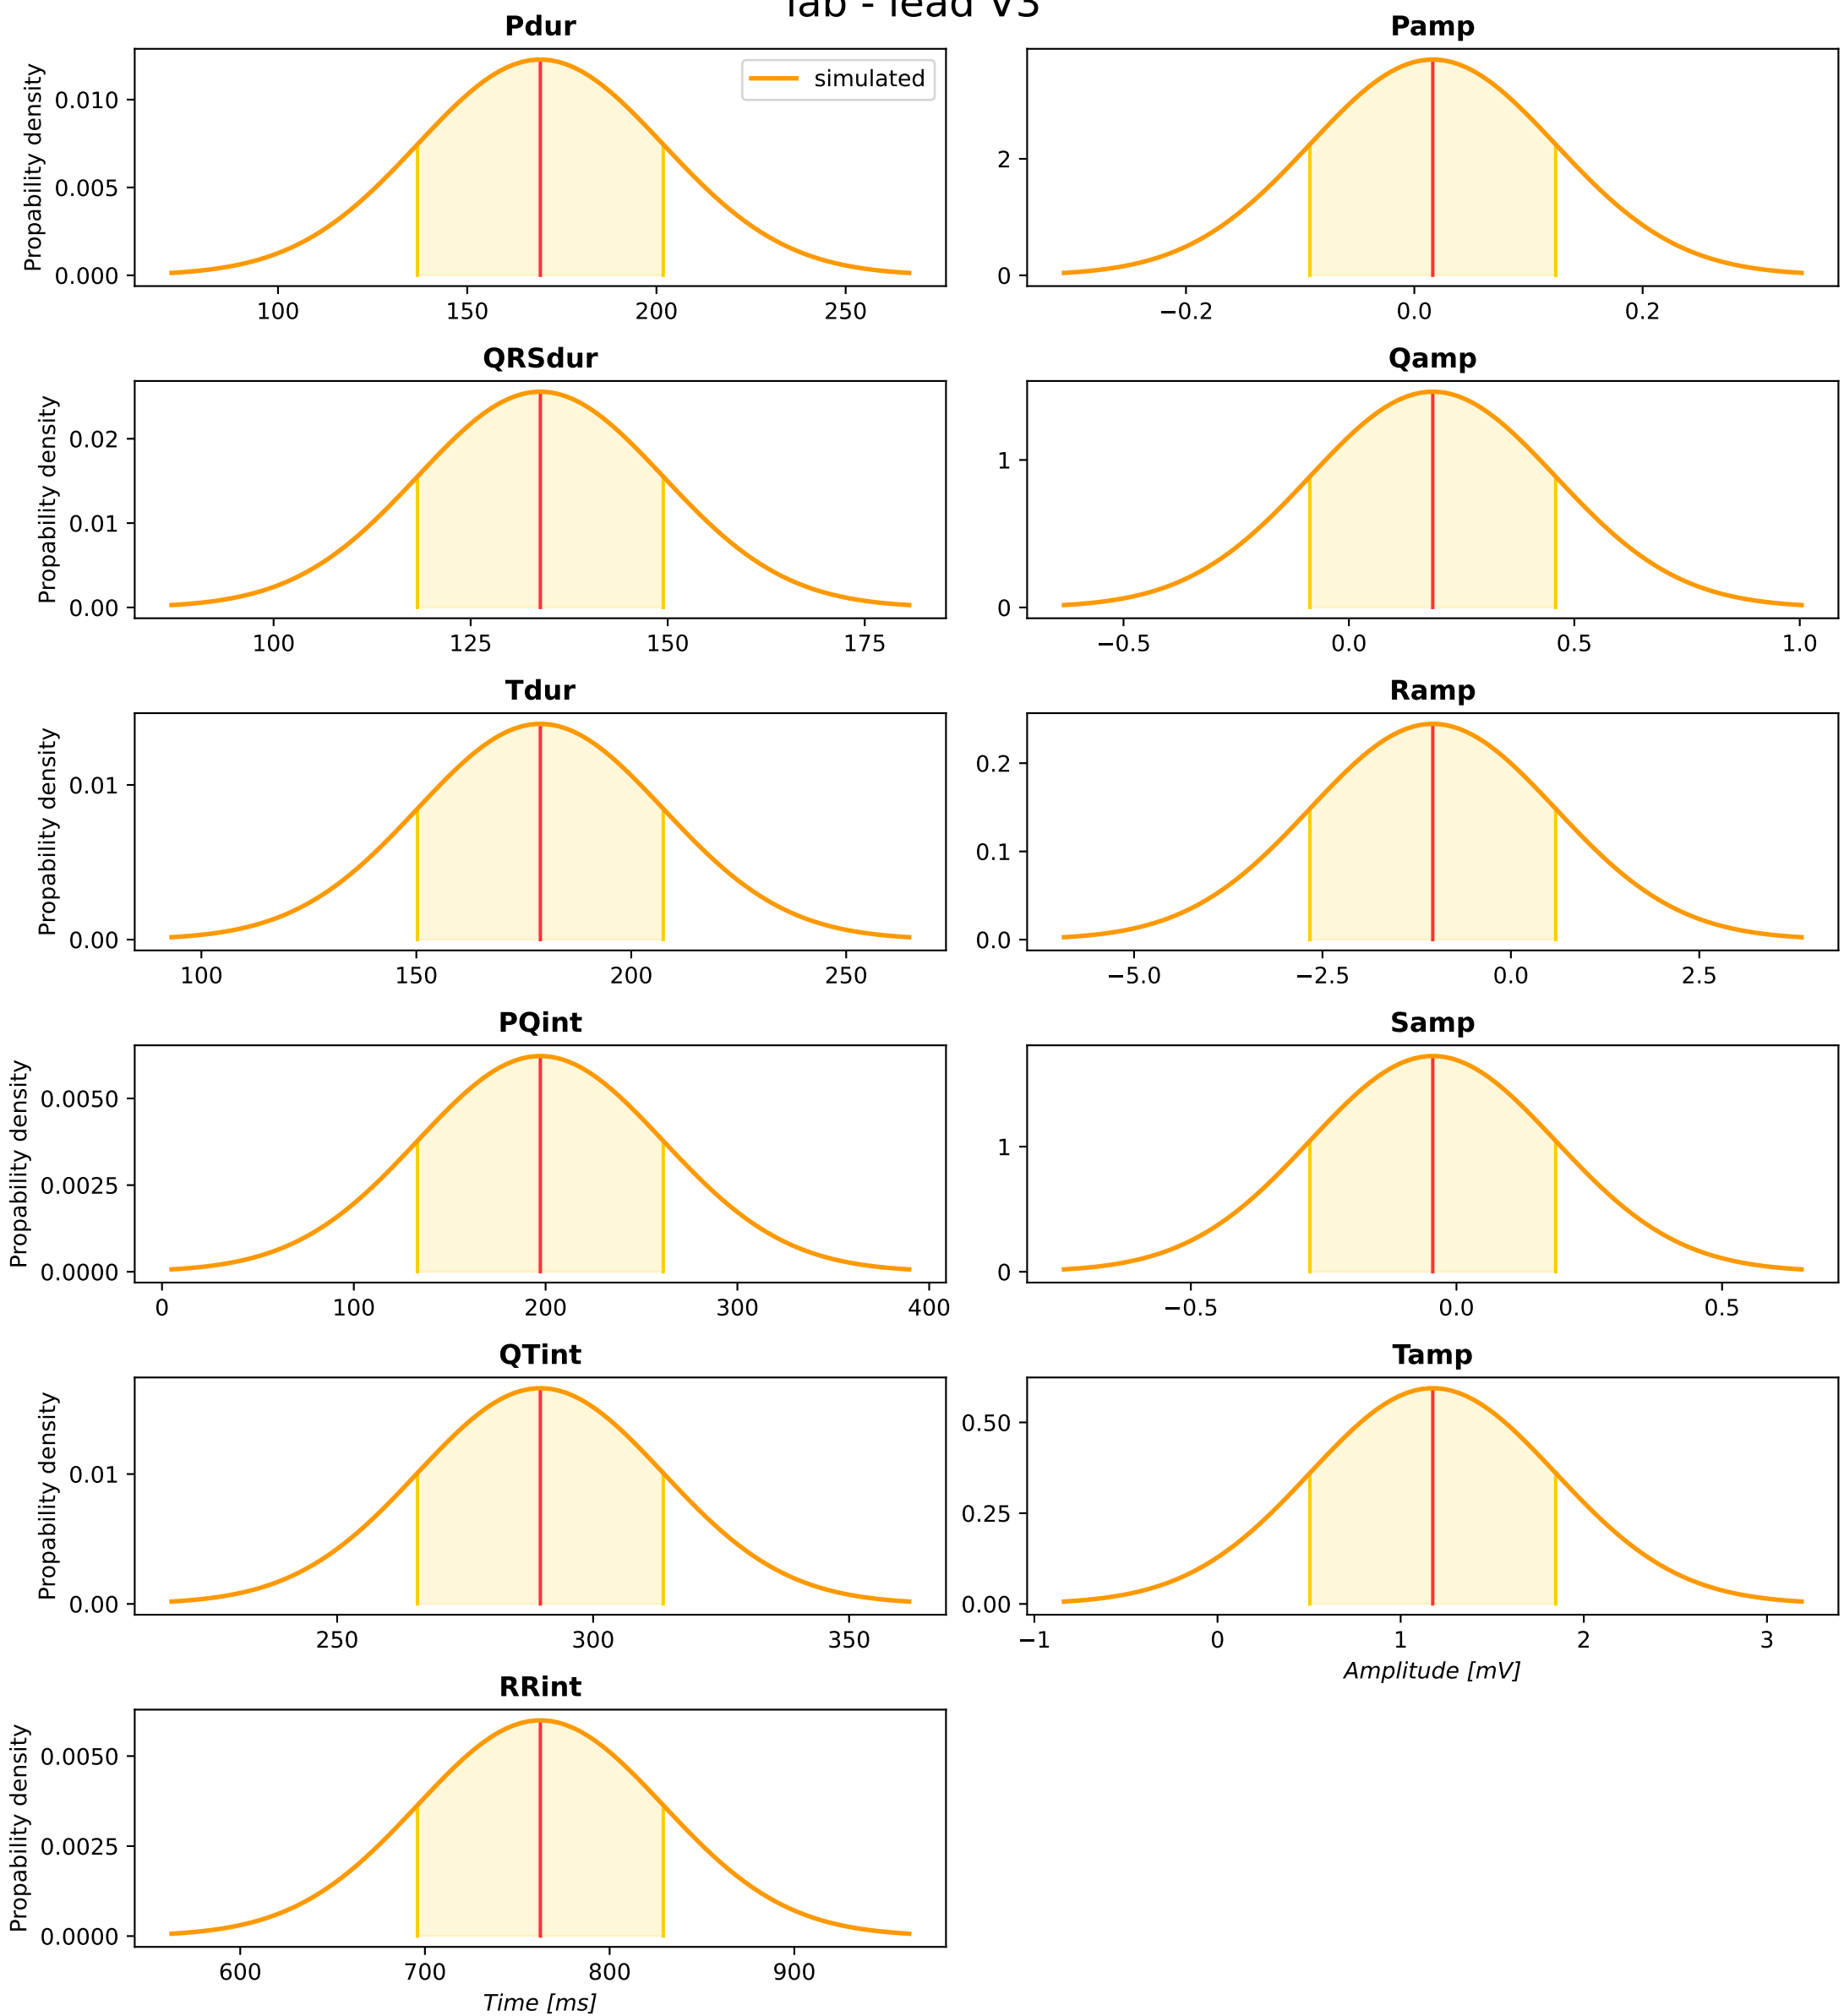 lab - lead V3
Pdur
Pamp
Propability density
0.010
0.005
0.000
simulated
100 150 200 250
2
0
−0.2 0.0 0.2
QRSdur
Qamp
Propability density
0.02
0.01
0.00
100 125 150 175
1
0
−0.5 0.0 0.5 1.0
Tdur
Ramp
Propability density
0.01
0.00
100 150 200 250
0.2
0.1
0.0
−5.0 −2.5 0.0 2.5
PQint
Samp
Propability density
0.0050
0.0025
0.0000
0 100 200 300 400
1
0
−0.5 0.0 0.5
QTint
Tamp
Propability density
0.01
0.00
250 300 350
0.50
0.25
0.00
−1 0 1 2 3
Amplitude [mV]
RRint
Propability density
0.0050
0.0025
0.0000
600 700 800 900
Time [ms]